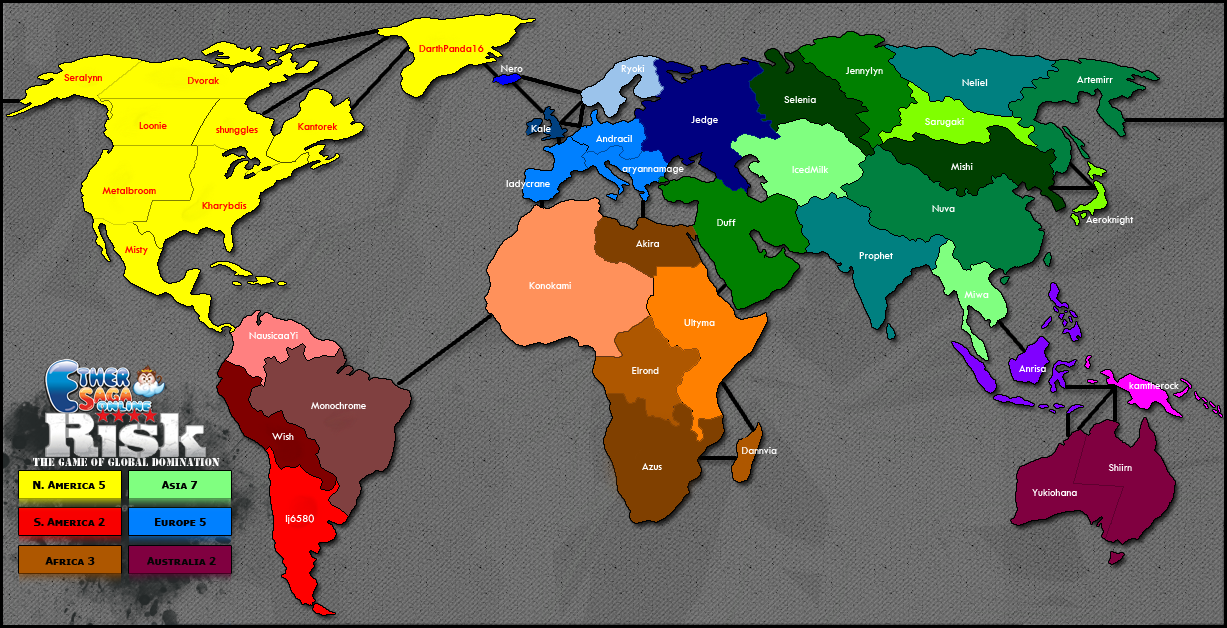 DarthPanda16
Nero
Ryoki
Seralynn
Dvorak
Jennylyn
Neliel
Artemirr
Loonie
shunggles
Kantorek
Kale
Andracil
Jedge
Selenia
Sarugaki
Metalbroom
Kharybdis
ladycrane
aryannamage
IcedMilk
Mishi
Nuva
Aeroknight
Misty
Akira
Duff
Prophet
Konokami
Miwa
NausicaaYi
Ultyma
Anrisa
kamtherock
Monochrome
Elrond
Wish
Azus
Dannvia
Shiirn
Yukiohana
lj6580
Ether
Saga
Online
Risk
The Game of Global Domination
N. America 5
Asia 7
S. America 2
Europe 5
Africa 3
Australia 2